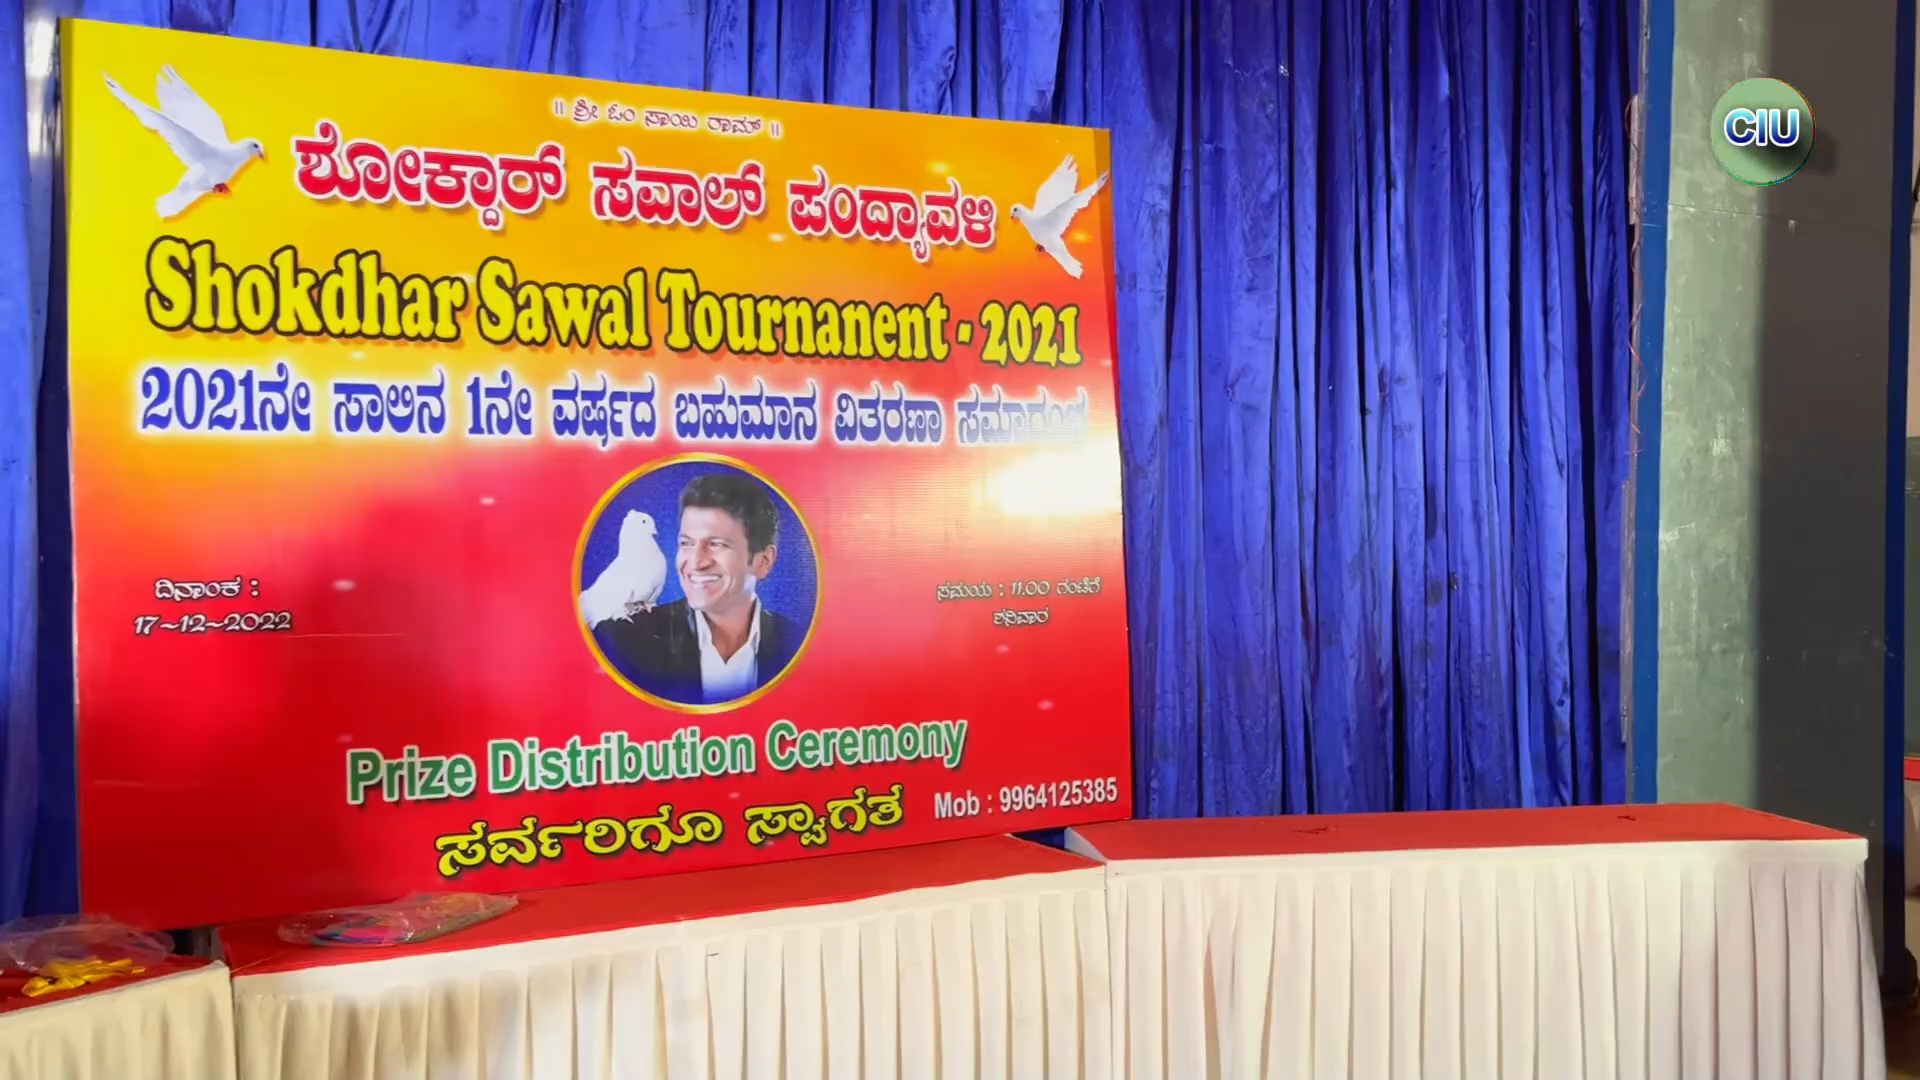 || ಶ್ರೀ ಓಂ ಸಾಯಿ ರಾಮ್ ||
ಶೋಕ್ದಾರ್ ಸವಾಲ್ ಪಂದ್ಯಾವಳಿ
Shokdhar Sawal Tournanent - 2021
2021ನೇ ಸಾಲಿನ 1ನೇ ವರ್ಷದ ಬಹುಮಾನ ವಿತರಣಾ ಸಮಾರಂಭ
ದಿನಾಂಕ :
17-12-2022
ಸಮಯ : 11.00 ಗಂಟೆಗೆ
ಶನಿವಾರ
Prize Distribution Ceremony
ಸರ್ವರಿಗೂ ಸ್ವಾಗತ
Mob : 9964125385
CIU